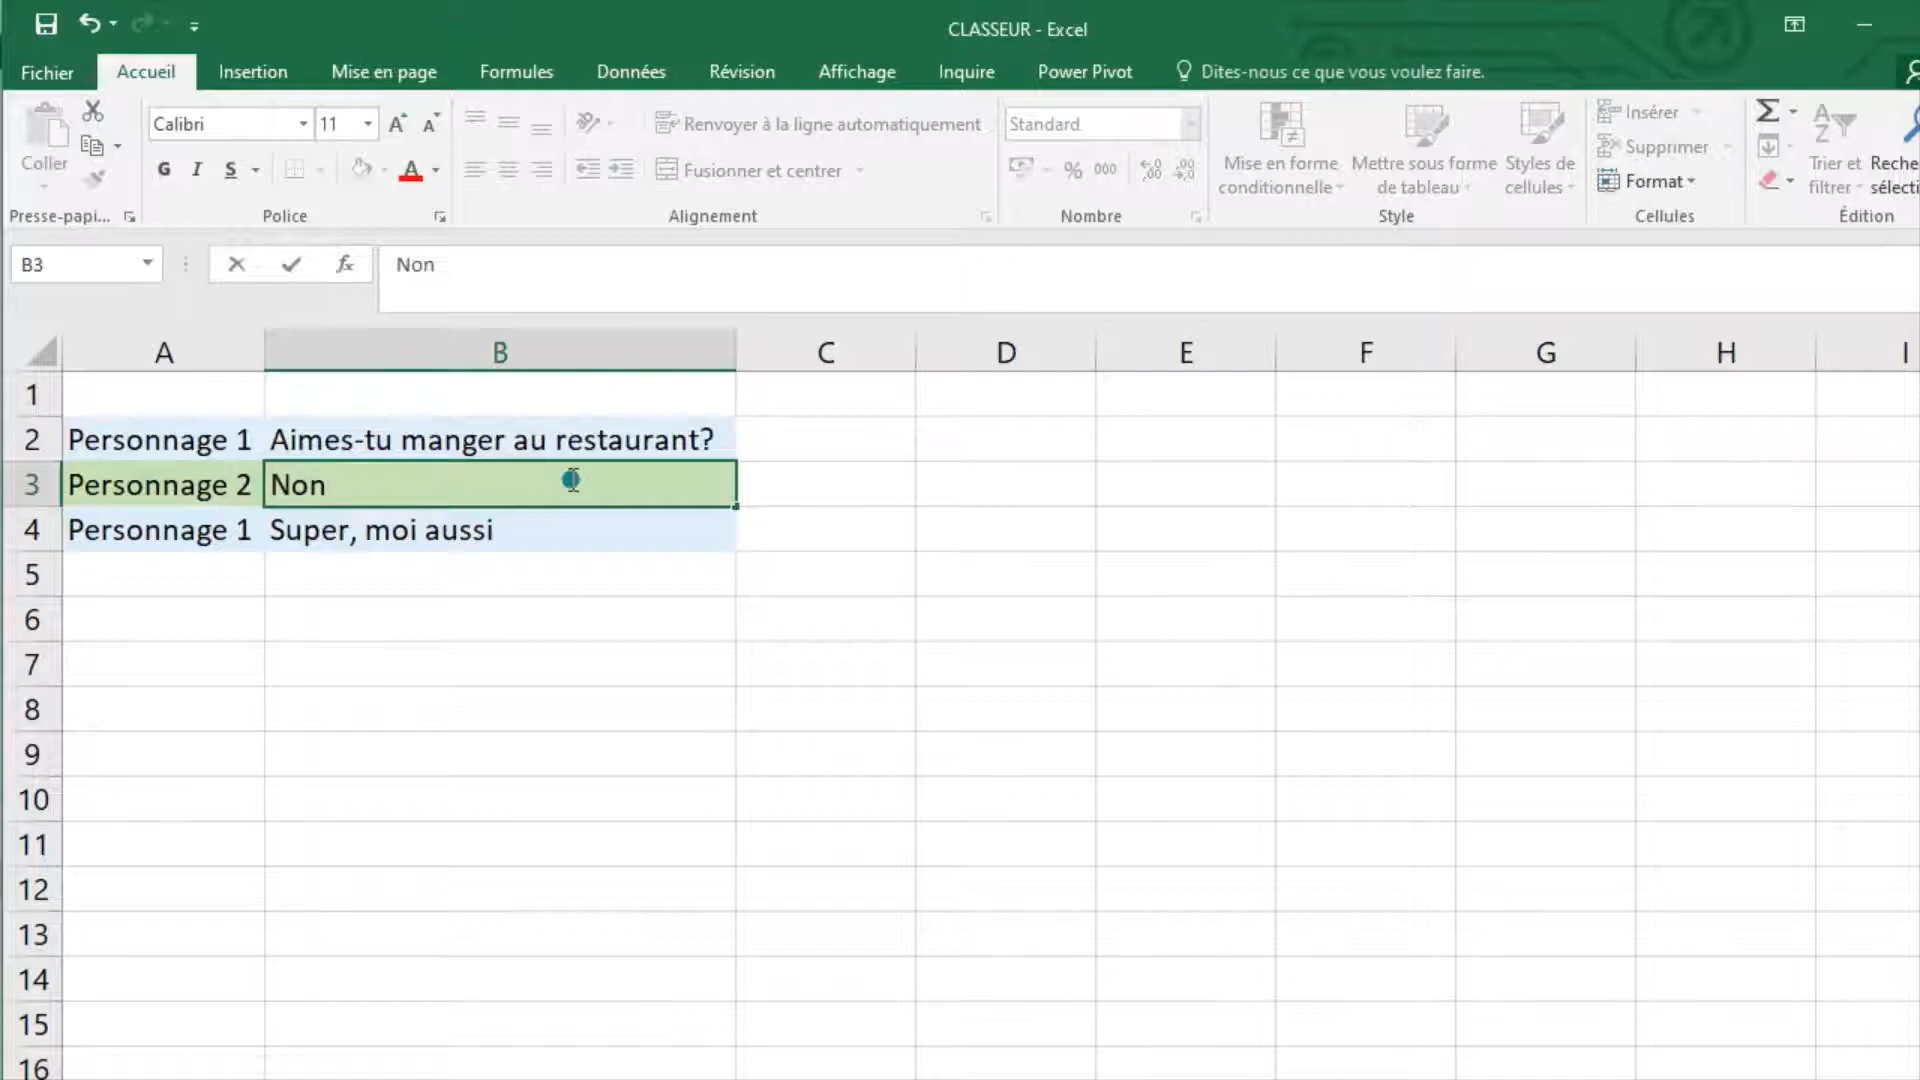 CLASSEUR - Excel
Fichier Accueil Insertion Mise en page Formules Données Révision Affichage Inquire Power Pivot Dites-nous ce que vous voulez faire.
Coller
Presse-papi...
Calibri 11
G I S A
Police
Renvoyer à la ligne automatiquement
Fusionner et centrer
Alignement
Standard
% 000
Nombre
Mise en forme conditionnelle
Mettre sous forme de tableau
Styles de cellules
Style
Insérer
Supprimer
Format
Cellules
Trier et filtrer
Reche
sélecti
Édition
B3 fx Non
A B C D E F G H I
1
2 Personnage 1 Aimes-tu manger au restaurant?
3 Personnage 2 Non
4 Personnage 1 Super, moi aussi
5
6
7
8
9
10
11
12
13
14
15
16